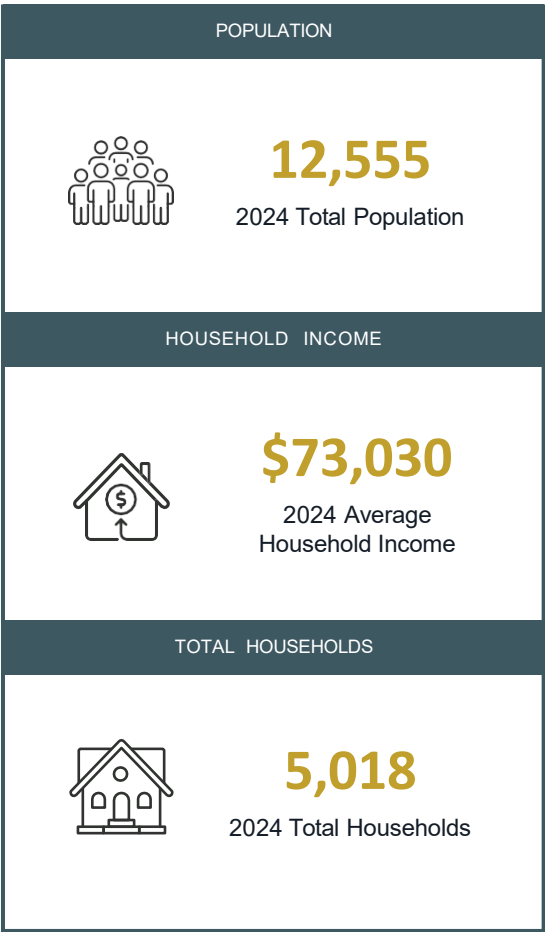 POPULATION
12,555
2024 Total Population
HOUSEHOLD INCOME
$
$73,030
2024 Average
Household Income
TOTAL HOUSEHOLDS
5,018
2024 Total Households